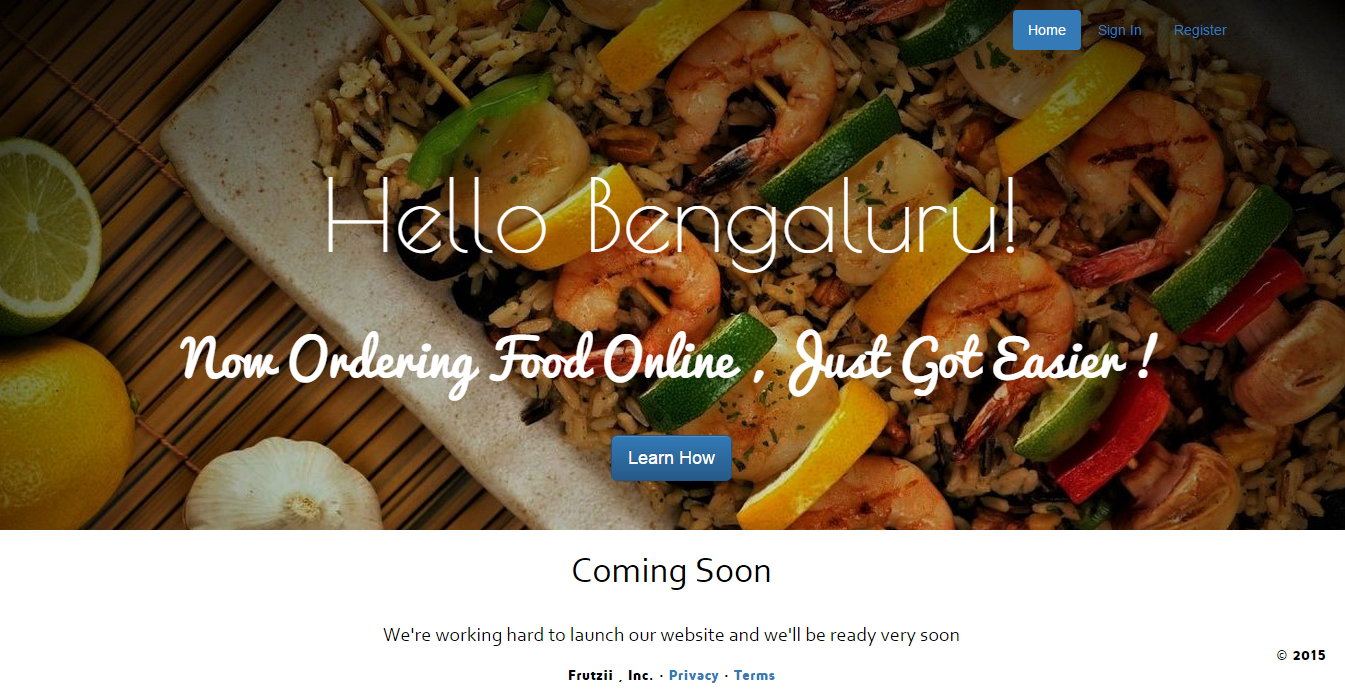 Home Sign In Register
Hello Bengaluru!
Now Ordering Food Online , Just Got Easier !
Learn How
Coming Soon
We're working hard to launch our website and we'll be ready very soon
© 2015
Frutzii , Inc. · Privacy · Terms